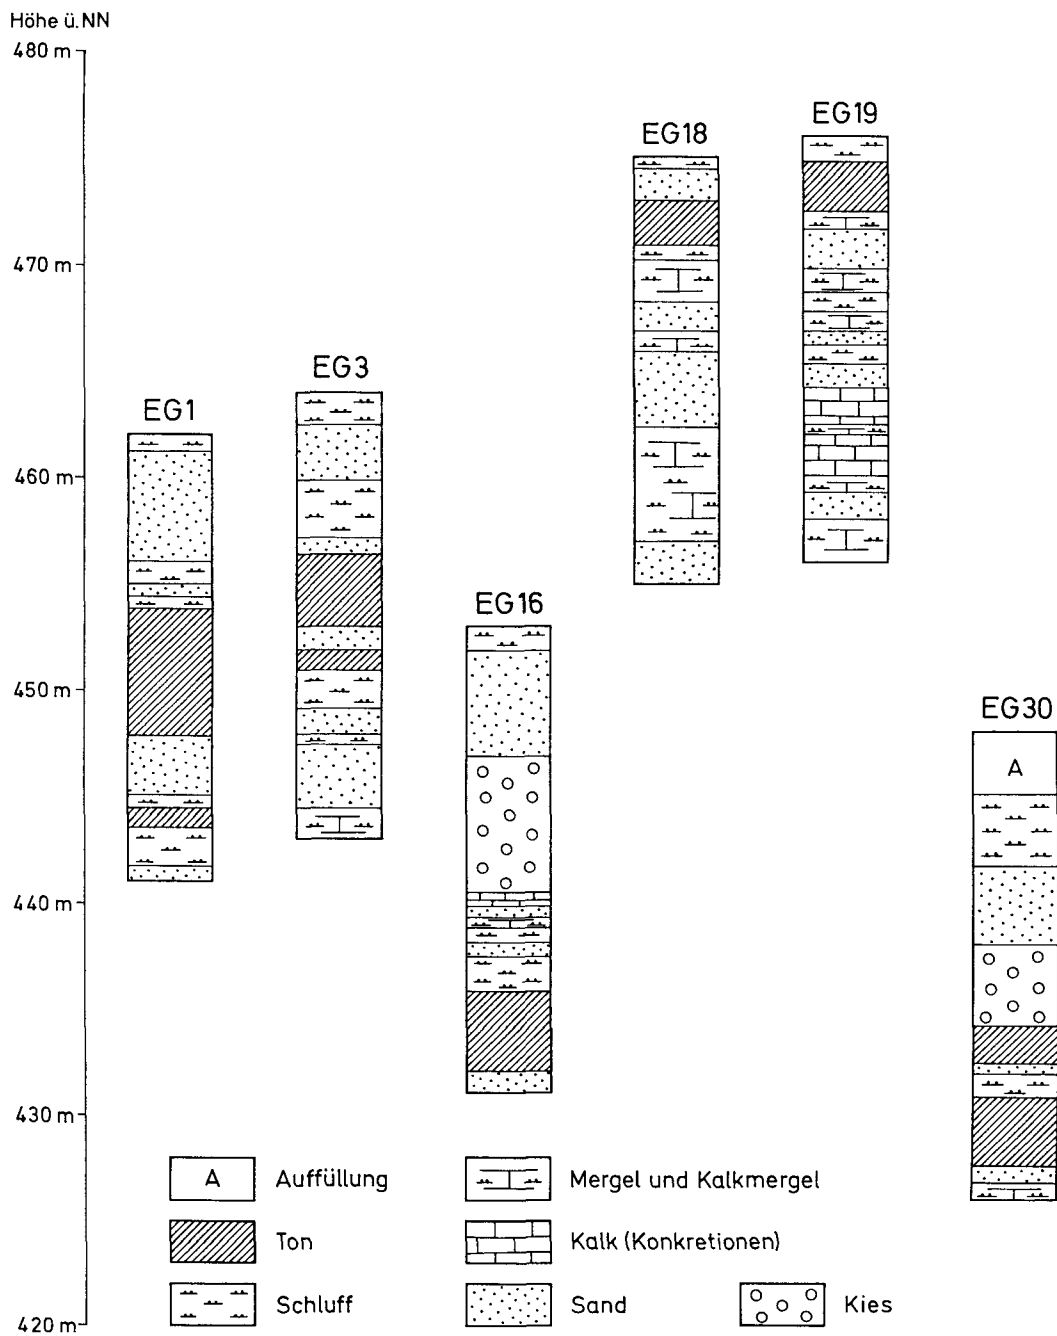 Höhe ü.NN
480 m
EG19
EG18
470 m
EG3
EG1
460 m
EG16
450 m
EG30
A
440 m
430 m
A Auffüllung
Mergel und Kalkmergel
Ton
Kalk (Konkretionen)
Schluff
Sand
Kies
420 m